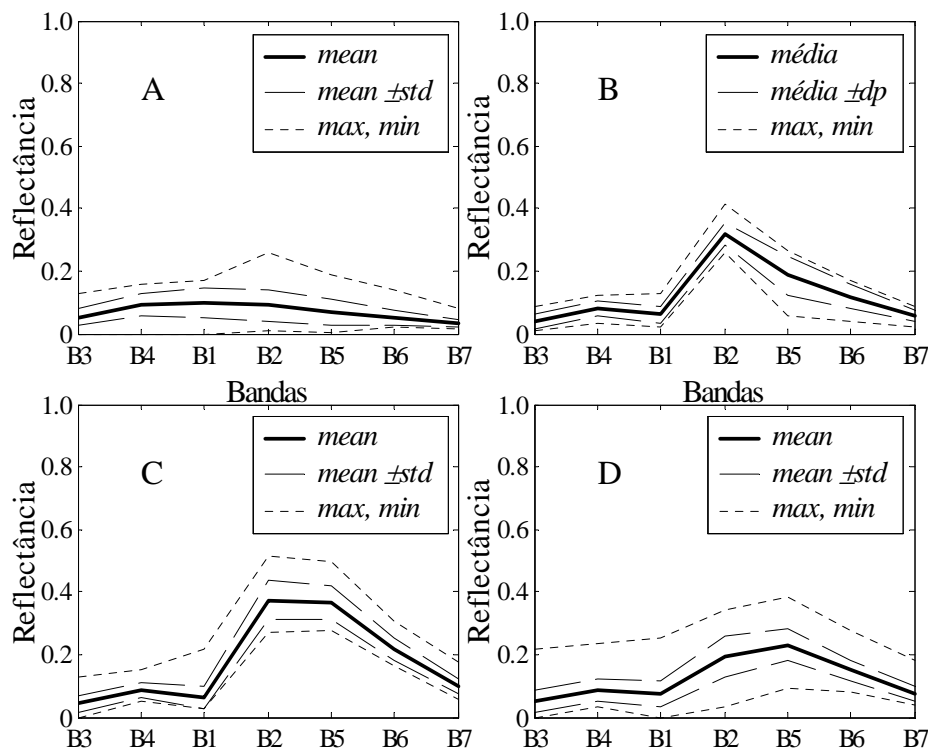 1.0
0.8
0.6
0.4
0.2
0
Reflectância
A
mean
mean ±std
max, min
B3 B4 B1 B2 B5 B6 B7
1.0
0.8
0.6
0.4
0.2
0
Reflectância
B
média
média ±dp
max, min
B3 B4 B1 B2 B5 B6 B7
Bandas
Bandas
1.0
0.8
0.6
0.4
0.2
0
Reflectância
C
mean
mean ±std
max, min
B3 B4 B1 B2 B5 B6 B7
1.0
0.8
0.6
0.4
0.2
0
Reflectância
D
mean
mean ±std
max, min
B3 B4 B1 B2 B5 B6 B7